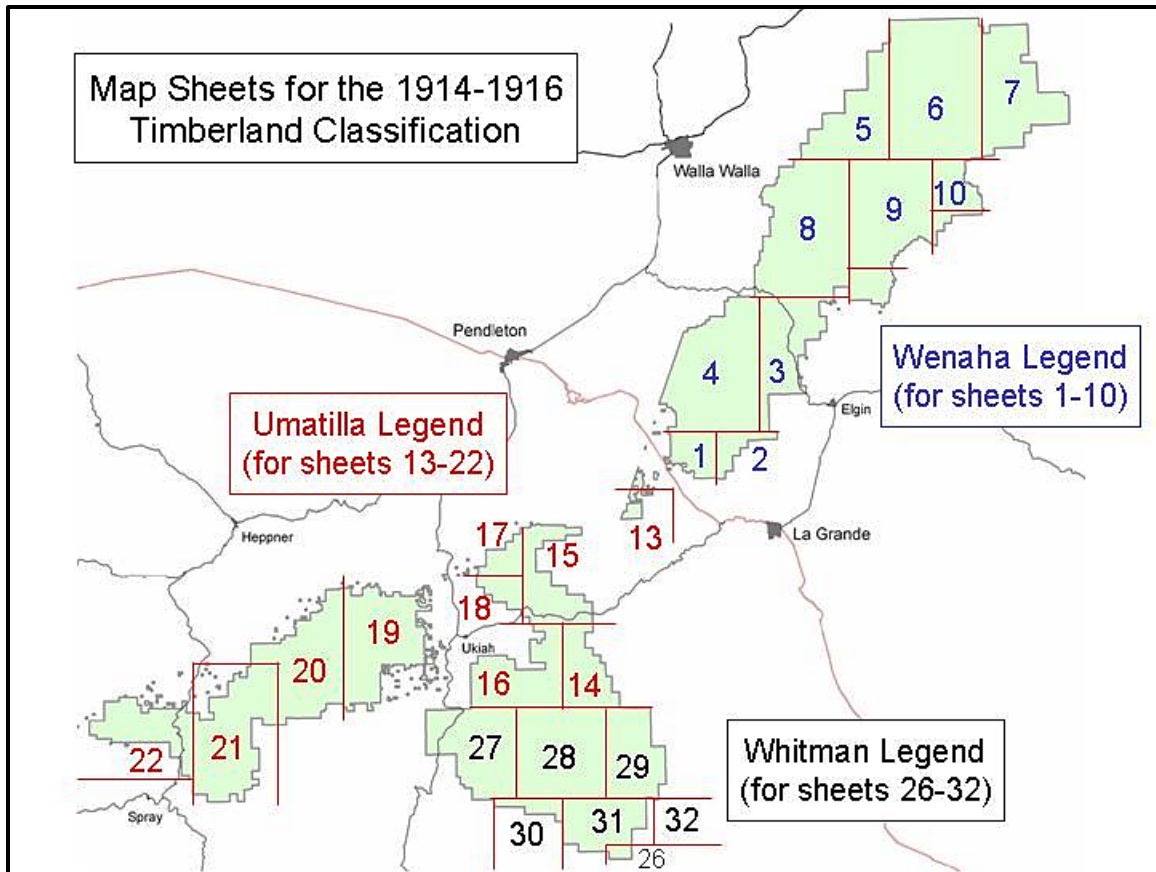 Map Sheets for the 1914-1916
Timberland Classification
Walla Walla
5
6
7
8
9
10
Pendleton
4
3
Wenaha Legend
(for sheets 1-10)
Elgin
Umatilla Legend
(for sheets 13-22)
1
2
Heppner
17
15
13
La Grande
18
Ukiah
19
20
16
14
21
22
Spray
27
28
29
Whitman Legend
(for sheets 26-32)
30
31
32
26